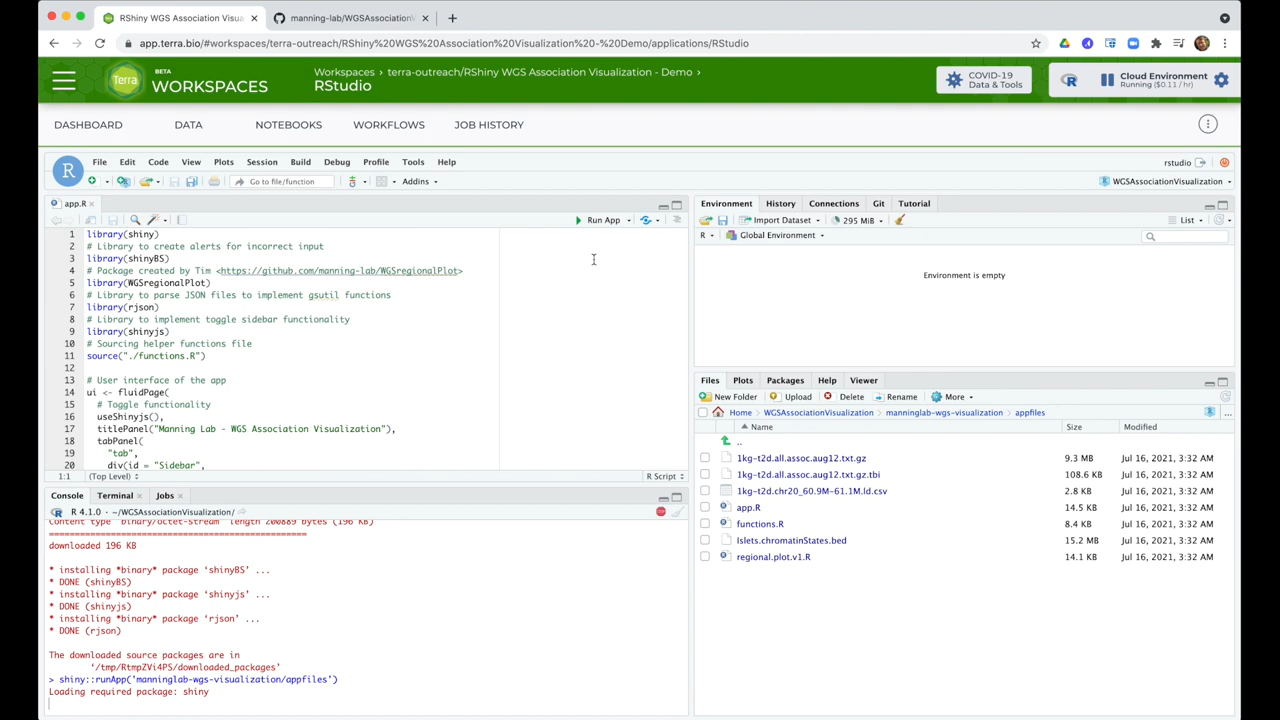 RShiny WGS Association Visua
manning-lab/WGSAssociationV
app.terra.bio/#workspaces/terra-outreach/RShiny%20WGS%20Association%20Visualization%20-%20Demo/applications/RStudio
Terra
BETA
WORKSPACES
Workspaces › terra-outreach/RShiny WGS Association Visualization - Demo ›
RStudio
COVID-19
Data & Tools
Cloud Environment
Running ($0.11 / hr)
DASHBOARD DATA NOTEBOOKS WORKFLOWS JOB HISTORY
R File Edit Code View Plots Session Build Debug Profile Tools Help
rstudio
Go to file/function Addins
WGSAssociationVisualization
app.R
Run App
1 library(shiny)
2 # Library to create alerts for incorrect input
3 library(shinyBS)
4 # Package created by Tim <https://github.com/manning-lab/WGSregionalPlot>
5 library(WGSregionalPlot)
6 # Library to parse JSON files to implement gsutil functions
7 library(rjson)
8 # Library to implement toggle sidebar functionality
9 library(shinyjs)
10 # Sourcing helper functions file
11 source("./functions.R")
12
13 # User interface of the app
14 ui <- fluidPage(
15 # Toggle functionality
16 useShinyjs(),
17 titlePanel("Manning Lab - WGS Association Visualization"),
18 tabPanel(
19 "tab",
20 div(id = "Sidebar",
1:1 (Top Level) R Script
Console Terminal Jobs
R 4.1.0 · ~/WGSAssociationVisualization/
Content type 'binary/octet-stream' length 200889 bytes (196 KB)
==================================================
downloaded 196 KB
* installing *binary* package ‘shinyBS’ ...
* DONE (shinyBS)
* installing *binary* package ‘shinyjs’ ...
* DONE (shinyjs)
* installing *binary* package ‘rjson’ ...
* DONE (rjson)
The downloaded source packages are in
‘/tmp/RtmpZVi4PS/downloaded_packages’
> shiny::runApp('manninglab-wgs-visualization/appfiles')
Loading required package: shiny
Environment History Connections Git Tutorial
Import Dataset 295 MiB List
R Global Environment
Environment is empty
Files Plots Packages Help Viewer
New Folder Upload Delete Rename More
Home › WGSAssociationVisualization › manninglab-wgs-visualization › appfiles ...
Name Size Modified
..
1kg-t2d.all.assoc.aug12.txt.gz 9.3 MB Jul 16, 2021, 3:32 AM
1kg-t2d.all.assoc.aug12.txt.gz.tbi 108.6 KB Jul 16, 2021, 3:32 AM
1kg-t2d.chr20_60.9M-61.1M.ld.csv 2.8 KB Jul 16, 2021, 3:32 AM
app.R 14.5 KB Jul 16, 2021, 3:32 AM
functions.R 8.4 KB Jul 16, 2021, 3:32 AM
Islets.chromatinStates.bed 15.2 MB Jul 16, 2021, 3:32 AM
regional.plot.v1.R 14.1 KB Jul 16, 2021, 3:32 AM